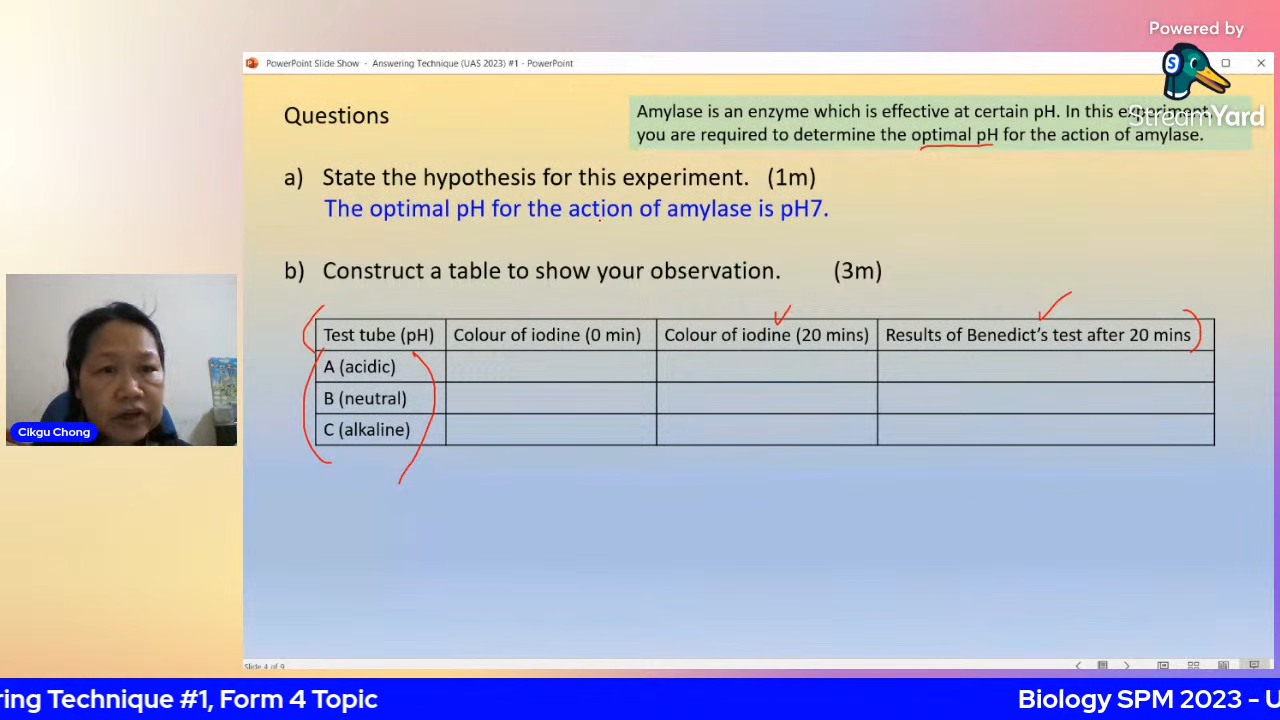 Powered by
StreamYard
PowerPoint Slide Show - Answering Technique (UAS 2023) #1 - PowerPoint
Questions
Amylase is an enzyme which is effective at certain pH. In this experiment,
you are required to determine the optimal pH for the action of amylase.
a) State the hypothesis for this experiment. (1m)
The optimal pH for the action of amylase is pH7.
b) Construct a table to show your observation. (3m)
Test tube (pH) Colour of iodine (0 min) Colour of iodine (20 mins) Results of Benedict's test after 20 mins
A (acidic)
B (neutral)
C (alkaline)
Cikgu Chong
Slide 4 of 9
ring Technique #1, Form 4 Topic
Biology SPM 2023 - U